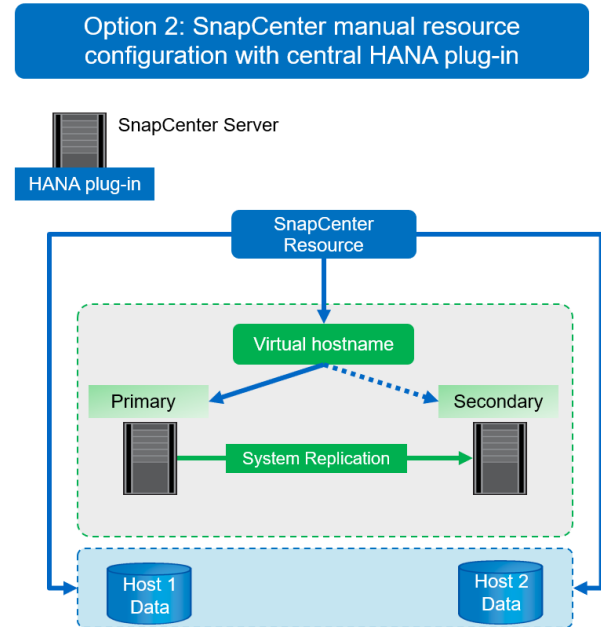 Option 2: SnapCenter manual resource
configuration with central HANA plug-in
SnapCenter Server
HANA plug-in
SnapCenter
Resource
Virtual hostname
Primary
Secondary
System Replication
Host 1
Data
Host 2
Data